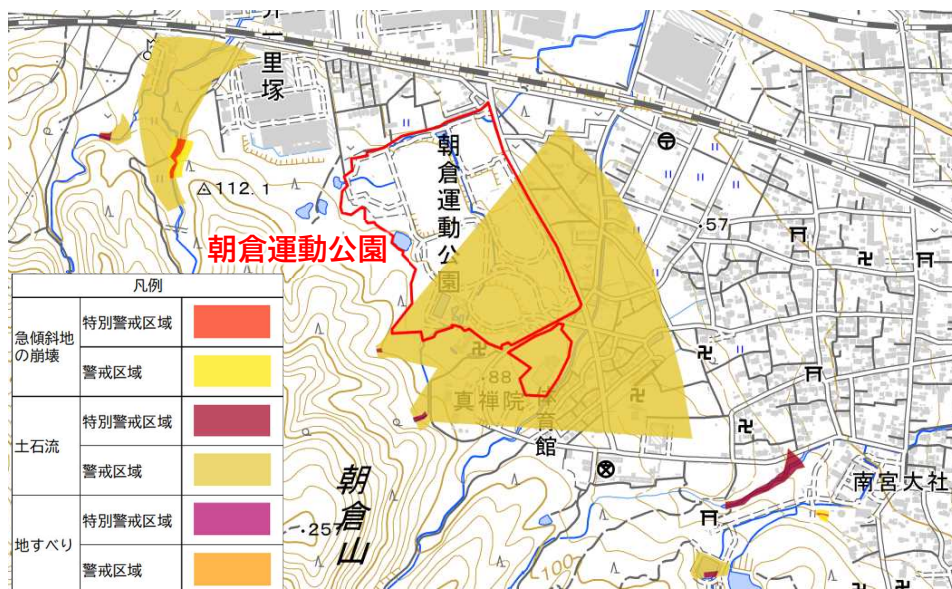 井一里塚
112.1
朝倉運動公園
朝倉運動公園
57
凡例
急傾斜地の崩壊
特別警戒区域
警戒区域
土石流
特別警戒区域
警戒区域
地すべり
特別警戒区域
警戒区域
88
真禅院
体育館
朝倉山
257
南宮大社
100